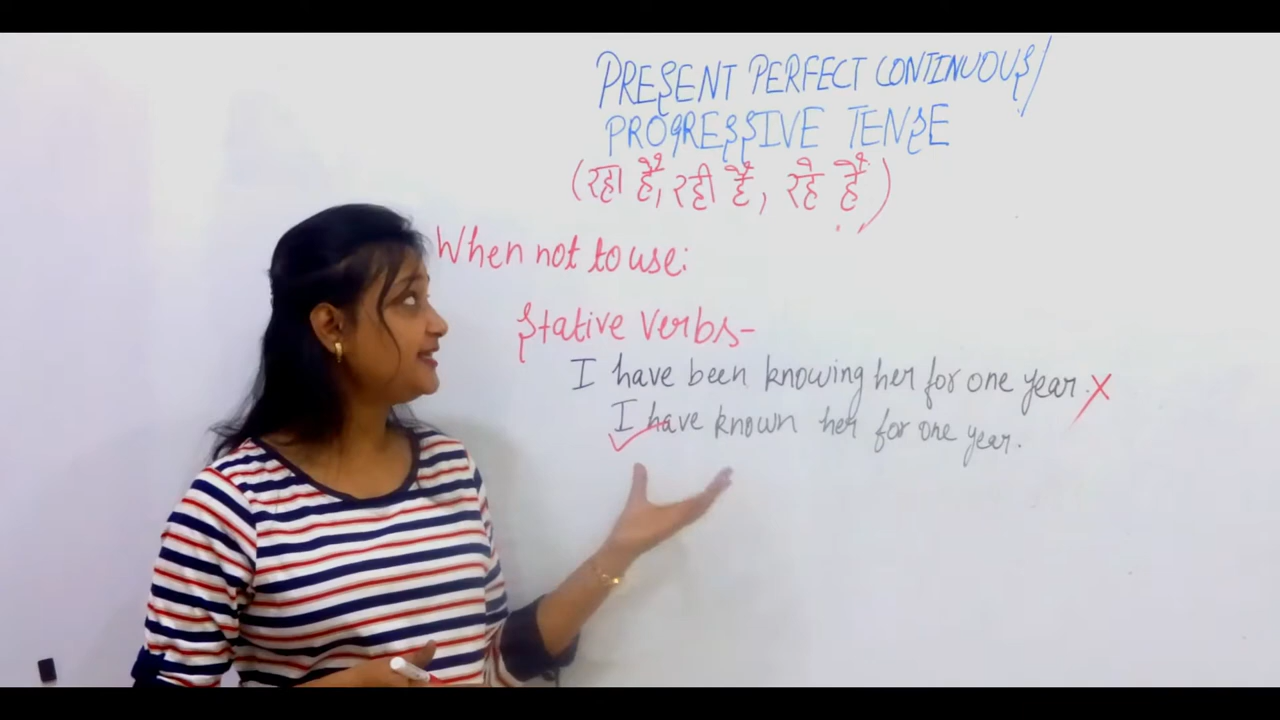 PRESENT PERFECT CONTINUOUS/
PROGRESSIVE TENSE
(रहा हैं, रही हैं, रहे हैं)
When not to use:
Stative verbs-
I have been knowing her for one year. X
I have known her for one year.